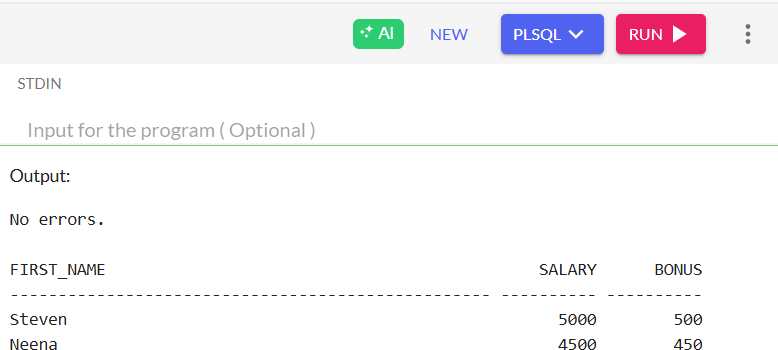 AI NEW PLSQL RUN
STDIN
Input for the program ( Optional )
Output:
No errors.
FIRST_NAME SALARY BONUS
-------------------------------------------------- ---------- ----------
Steven 5000 500
Neena 4500 450